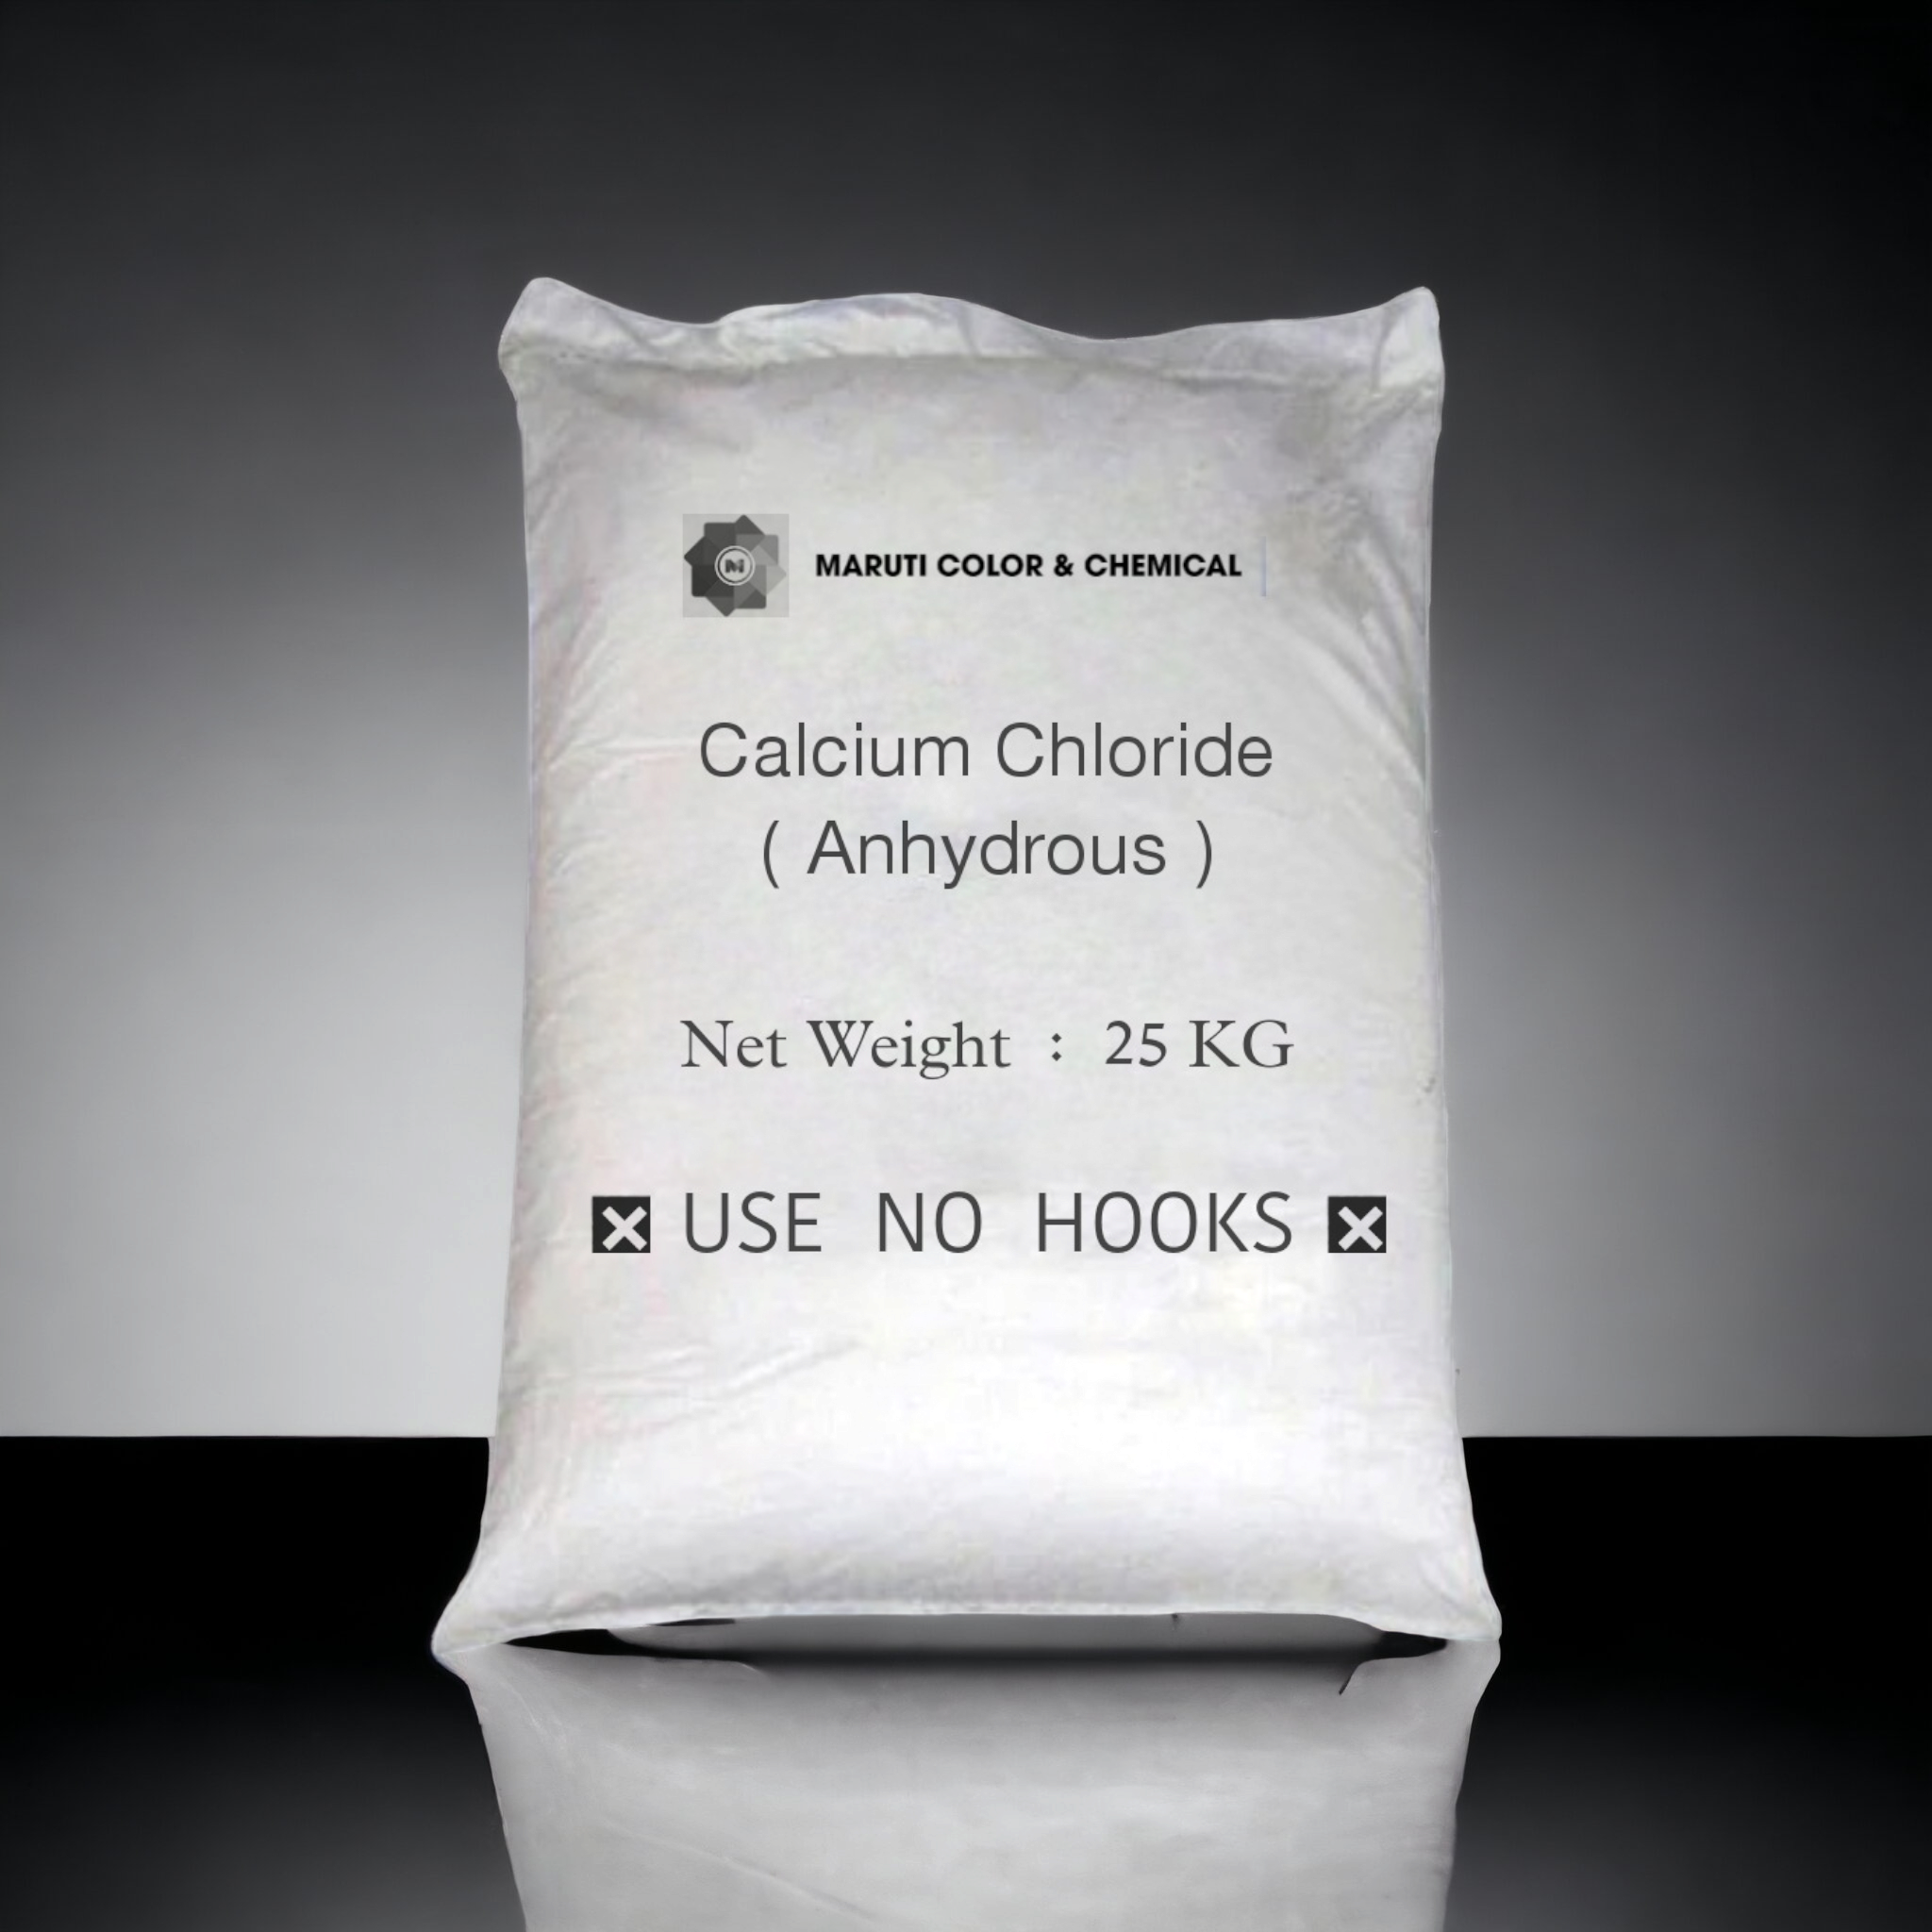 M
MARUTI COLOR & CHEMICAL
Calcium Chloride
( Anhydrous )
Net Weight : 25 KG
❎ USE NO HOOKS ❎